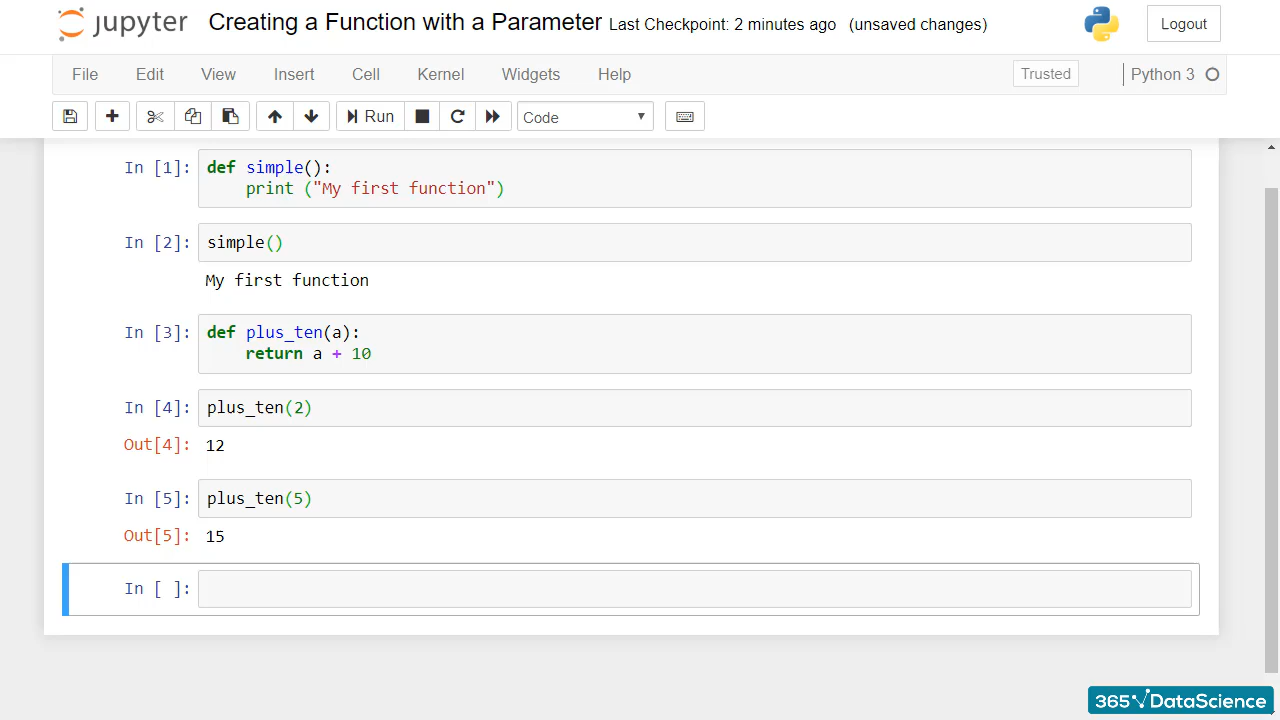 jupyter Creating a Function with a Parameter Last Checkpoint: 2 minutes ago (unsaved changes) Logout
File Edit View Insert Cell Kernel Widgets Help Trusted Python 3
Run Code
In [1]: def simple():
    print ("My first function")
In [2]: simple()
My first function
In [3]: def plus_ten(a):
    return a + 10
In [4]: plus_ten(2)
Out[4]: 12
In [5]: plus_ten(5)
Out[5]: 15
In [ ]:
365 DataScience